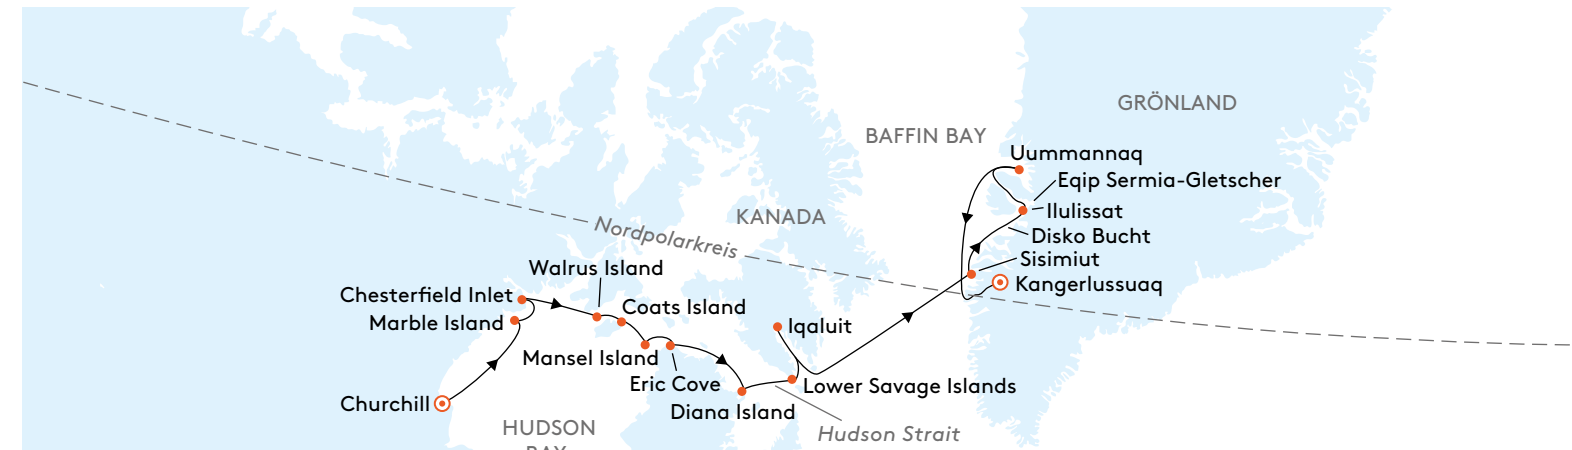 GRÖNLAND
BAFFIN BAY
Uummannaq
Eqip Sermia-Gletscher
Ilulissat
KANADA
Nordpolarkreis
Disko Bucht
Sisimiut
Walrus Island
Kangerlussuaq
Chesterfield Inlet
Coats Island
Marble Island
Iqaluit
Mansel Island
Eric Cove
Lower Savage Islands
Churchill
Diana Island
HUDSON
BAY
Hudson Strait